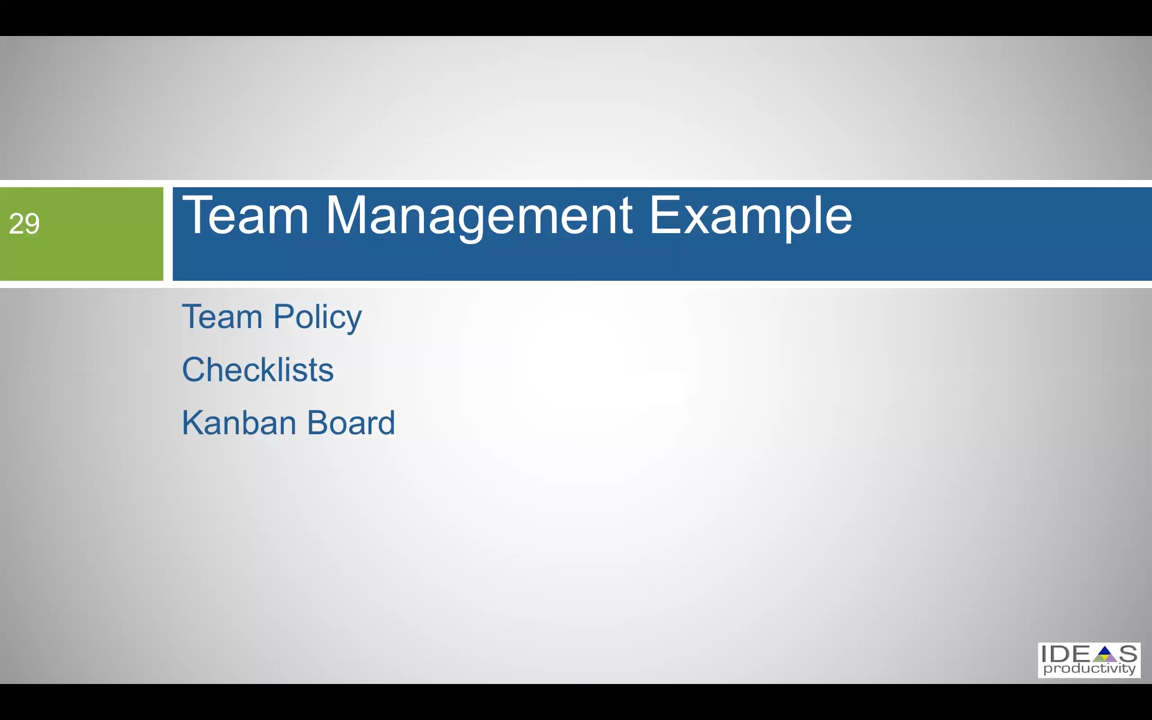 29
Team Management Example
Team Policy
Checklists
Kanban Board
IDEAS
productivity